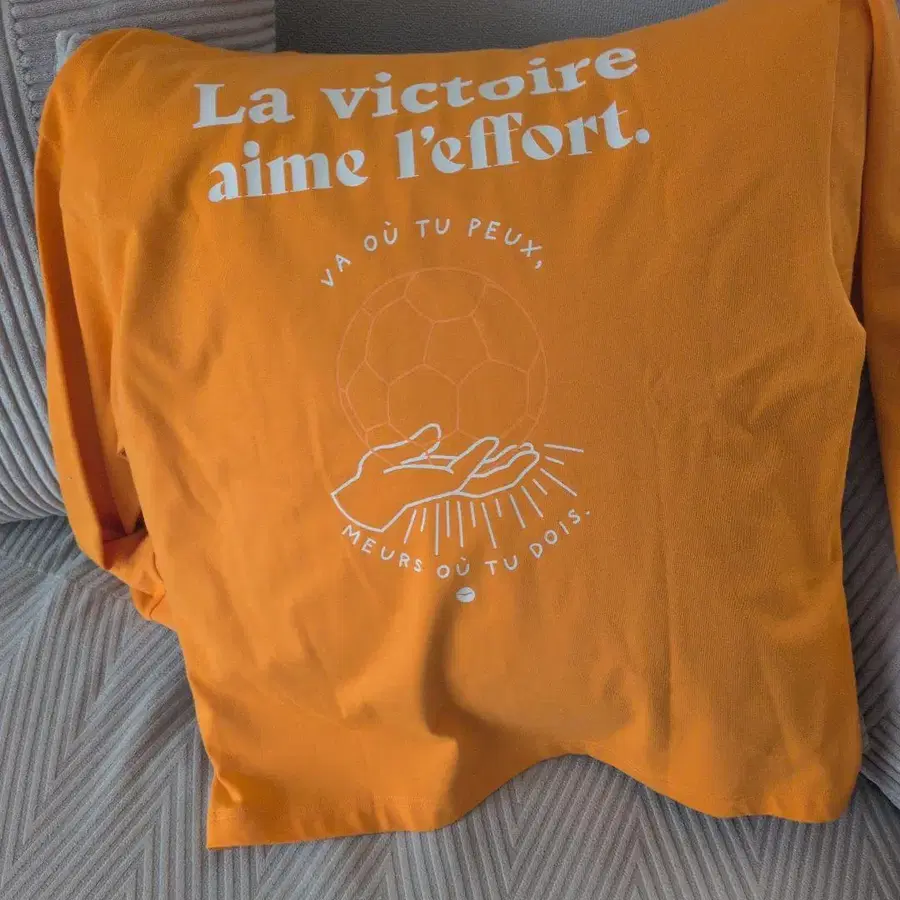 La victoire
aime l'effort.
VA OÙ TU PEUX,
MEURS OÙ TU DOIS.